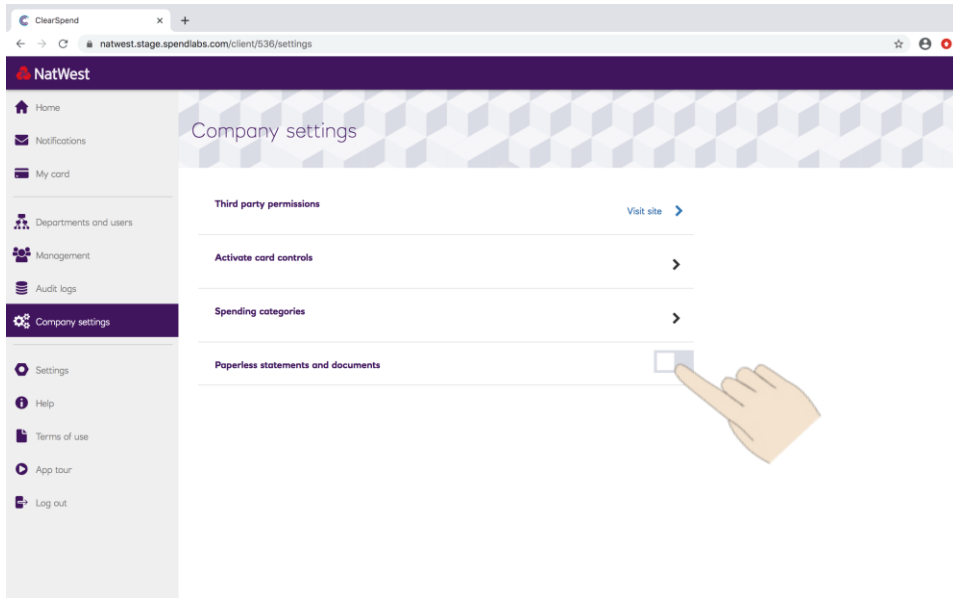 ClearSpend
natwest.stage.spendlabs.com/client/536/settings
NatWest
Home
Notifications
My card
Departments and users
Management
Audit logs
Company settings
Settings
Help
Terms of use
App tour
Log out
Company settings
Third party permissions
Visit site
Activate card controls
Spending categories
Paperless statements and documents